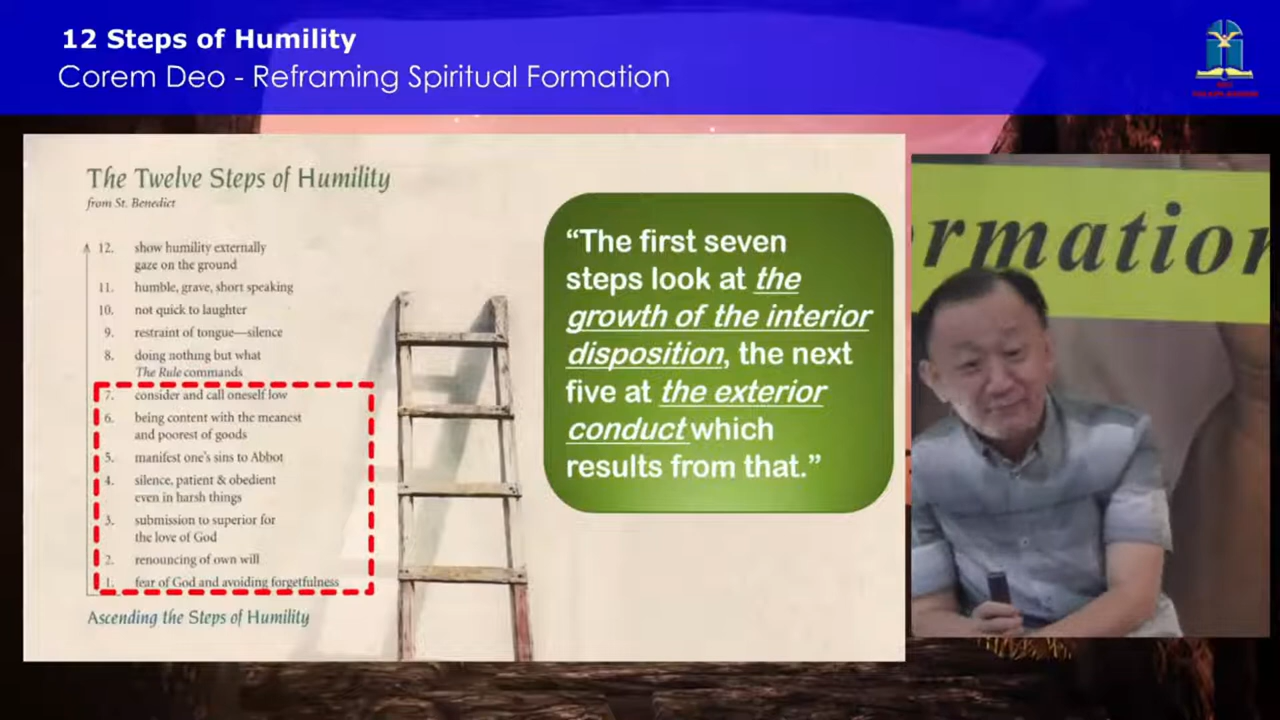 12 Steps of Humility
Corem Deo - Reframing Spiritual Formation
The Twelve Steps of Humility
from St. Benedict
12. show humility externally
gaze on the ground
11. humble, grave, short speaking
10. not quick to laughter
9. restraint of tongue—silence
8. doing nothing but what
The Rule commands
7. consider and call oneself low
6. being content with the meanest
and poorest of goods
5. manifest one's sins to Abbot
4. silence, patient & obedient
even in harsh things
3. submission to superior for
the love of God
2. renouncing of own will
1. fear of God and avoiding forgetfulness
Ascending the Steps of Humility
“The first seven
steps look at the
growth of the interior
disposition, the next
five at the exterior
conduct which
results from that.”
ormation